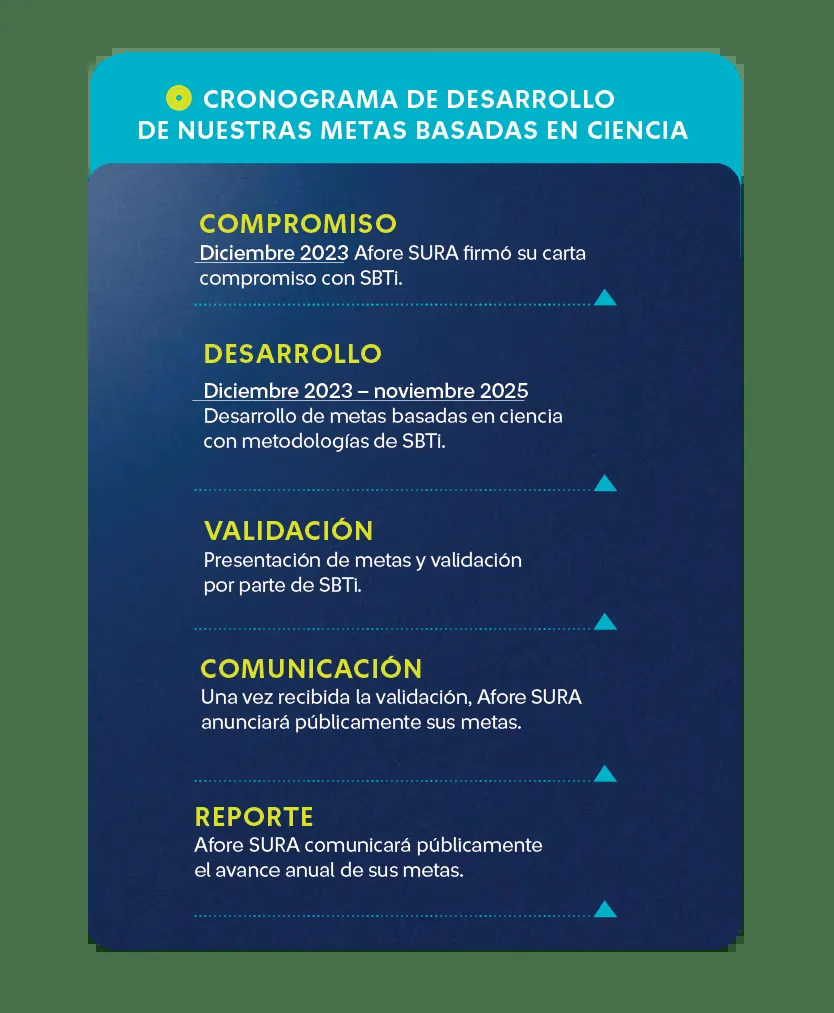 CRONOGRAMA DE DESARROLLO
DE NUESTRAS METAS BASADAS EN CIENCIA
COMPROMISO
Diciembre 2023 Afore SURA firmó su carta
compromiso con SBTi.
DESARROLLO
Diciembre 2023 – noviembre 2025
Desarrollo de metas basadas en ciencia
con metodologías de SBTi.
VALIDACIÓN
Presentación de metas y validación
por parte de SBTi.
COMUNICACIÓN
Una vez recibida la validación, Afore SURA
anunciará públicamente sus metas.
REPORTE
Afore SURA comunicará públicamente
el avance anual de sus metas.